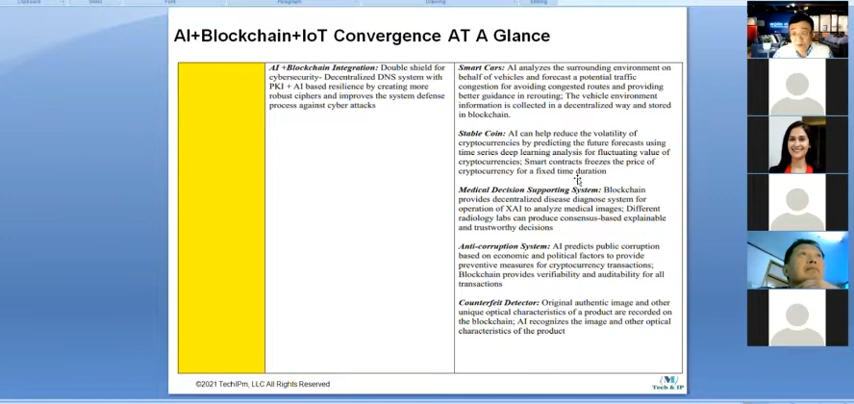 Clipboard
Slides
Font
Paragraph
Drawing
Editing
AI+Blockchain+IoT Convergence AT A Glance
AI +Blockchain Integration: Double shield for
cybersecurity- Decentralized DNS system with
PKI + AI based resilience by creating more
robust ciphers and improves the system defense
process against cyber attacks
Smart Cars: AI analyzes the surrounding environment on
behalf of vehicles and forecast a potential traffic
congestion for avoiding congested routes and providing
better guidance in rerouting; The vehicle environment
information is collected in a decentralized way and stored
in blockchain.
Stable Coin: AI can help reduce the volatility of
cryptocurrencies by predicting the future forecasts using
time series deep learning analysis for fluctuating value of
cryptocurrencies; Smart contracts freezes the price of
cryptocurrency for a fixed time duration
Medical Decision Supporting System: Blockchain
provides decentralized disease diagnose system for
operation of XAI to analyze medical images; Different
radiology labs can produce consensus-based explainable
and trustworthy decisions
Anti-corruption System: AI predicts public corruption
based on economic and political factors to provide
preventive measures for cryptocurrency transactions;
Blockchain provides verifiability and auditability for all
transactions
Counterfeit Detector: Original authentic image and other
unique optical characteristics of a product are recorded on
the blockchain; AI recognizes the image and other optical
characteristics of the product
©2021 TechIPm, LLC All Rights Reserved
M
Tech & IP